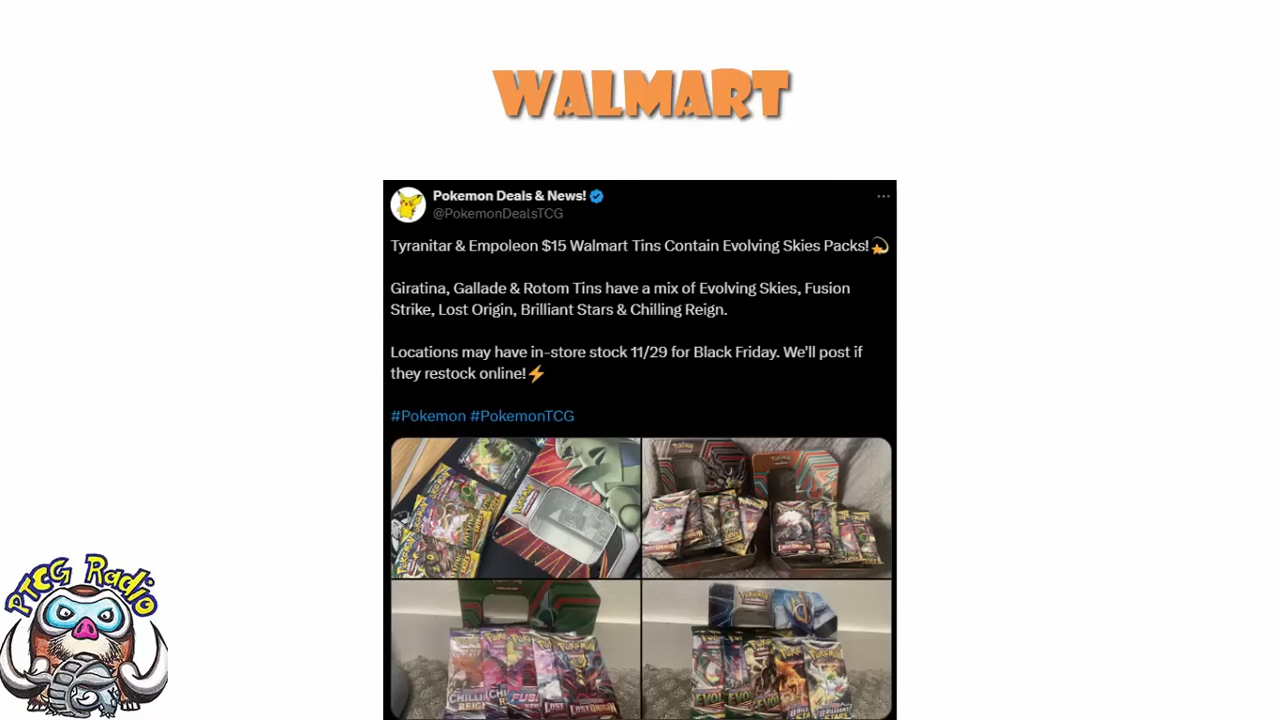 WALMART
Pokemon Deals & News!
@PokemonDealsTCG
Tyranitar & Empoleon $15 Walmart Tins Contain Evolving Skies Packs!💫
Giratina, Gallade & Rotom Tins have a mix of Evolving Skies, Fusion
Strike, Lost Origin, Brilliant Stars & Chilling Reign.
Locations may have in-store stock 11/29 for Black Friday. We'll post if
they restock online!⚡
#Pokemon #PokemonTCG
PTCG Radio
LOST ORIGIN